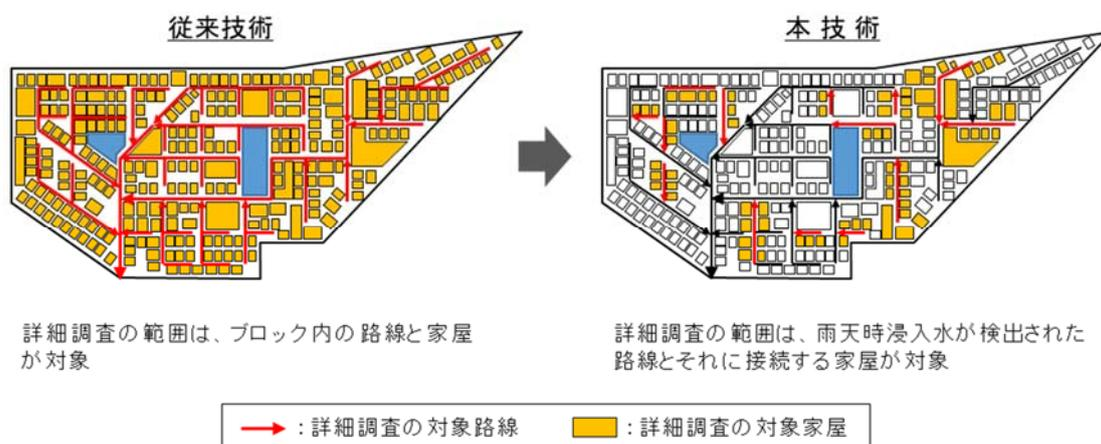 従来技術
本技術
詳細調査の範囲は、ブロック内の路線と家屋
が対象
詳細調査の範囲は、雨天時浸入水が検出された
路線とそれに接続する家屋が対象
：詳細調査の対象路線
：詳細調査の対象家屋